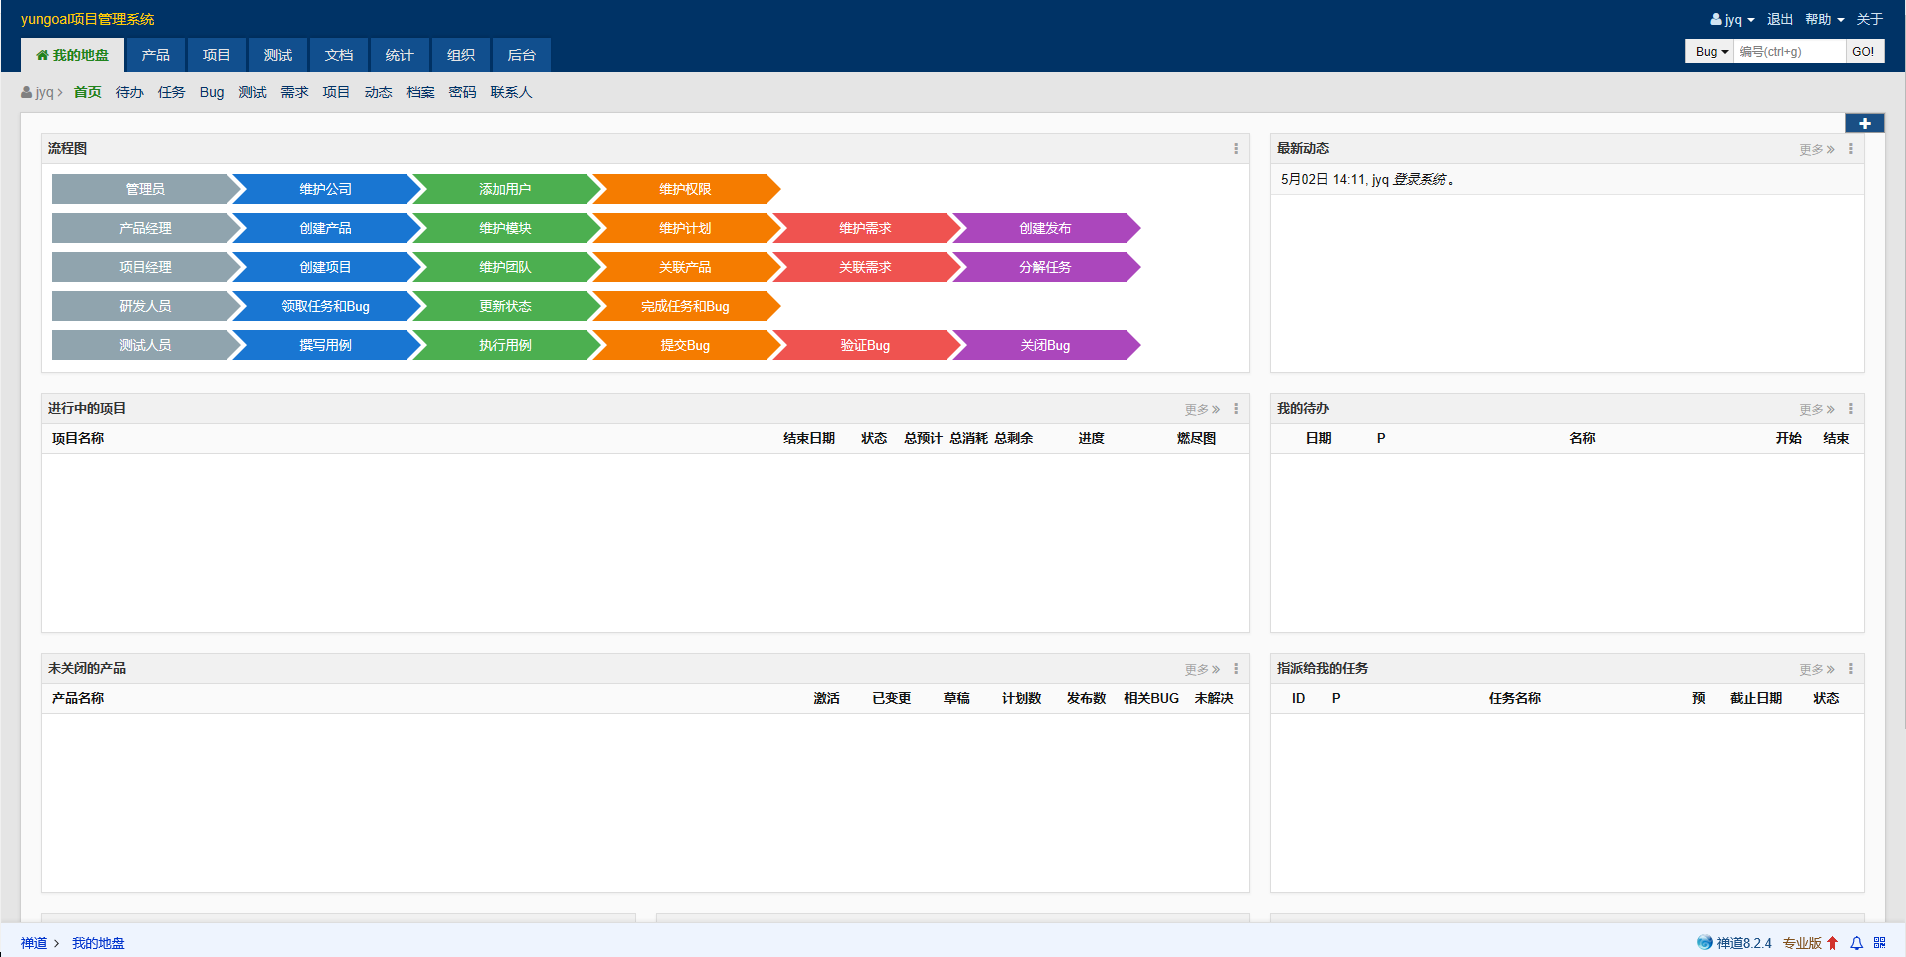 yungoal项目管理系统
jyq 退出 帮助 关于
我的地盘 产品 项目 测试 文档 统计 组织 后台
Bug 编号(ctrl+g) GO!
jyq 首页 待办 任务 Bug 测试 需求 项目 动态 档案 密码 联系人
流程图
管理员 维护公司 添加用户 维护权限
产品经理 创建产品 维护模块 维护计划 维护需求 创建发布
项目经理 创建项目 维护团队 关联产品 关联需求 分解任务
研发人员 领取任务和Bug 更新状态 完成任务和Bug
测试人员 撰写用例 执行用例 提交Bug 验证Bug 关闭Bug
最新动态 更多
5月02日 14:11, jyq 登录系统 。
进行中的项目 更多
项目名称 结束日期 状态 总预计 总消耗 总剩余 进度 燃尽图
我的待办 更多
日期 P 名称 开始 结束
未关闭的产品 更多
产品名称 激活 已变更 草稿 计划数 发布数 相关BUG 未解决
指派给我的任务 更多
ID P 任务名称 预 截止日期 状态
禅道 我的地盘
禅道8.2.4 专业版